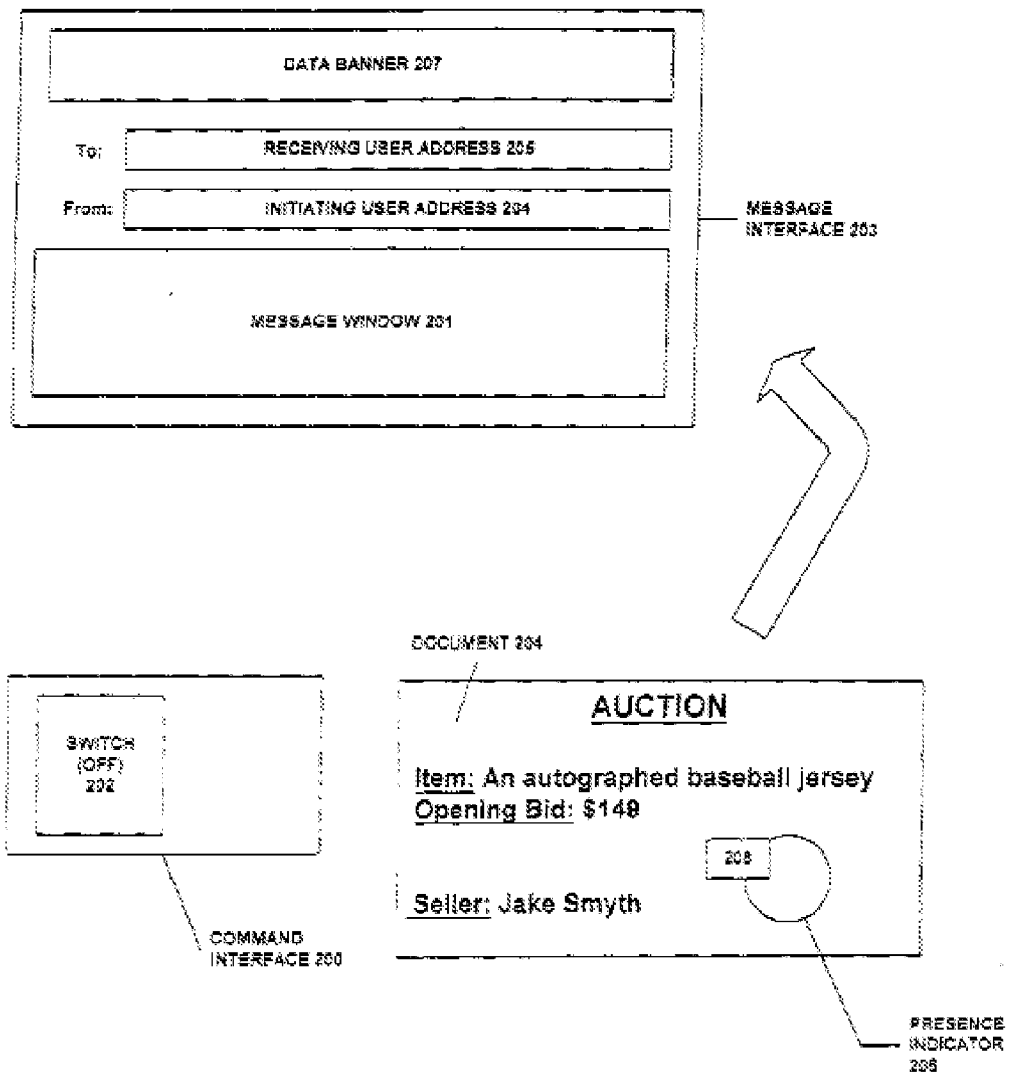 DATA BANNER 207
To:
RECEIVING USER ADDRESS 205
From:
INITIATING USER ADDRESS 204
MESSAGE
INTERFACE 203
MESSAGE WINDOW 201
DOCUMENT 204
SWITCH
(OFF)
202
COMMAND
INTERFACE 200
AUCTION
Item: An autographed baseball jersey
Opening Bid: $149
208
Seller: Jake Smyth
PRESENCE
INDICATOR